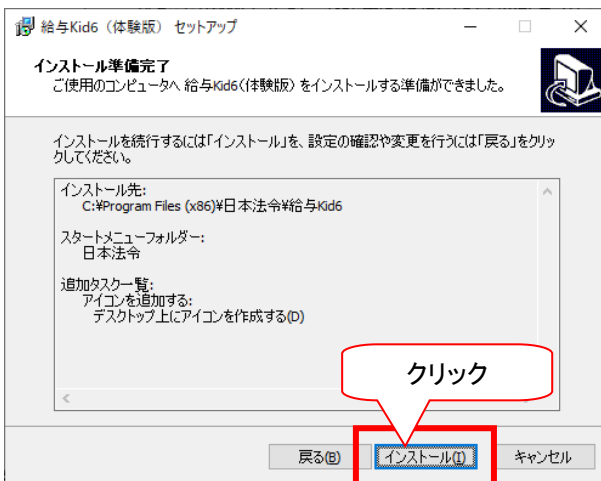 給与Kid6（体験版） セットアップ
インストール準備完了
ご使用のコンピュータへ 給与Kid6（体験版） をインストールする準備ができました。
インストールを続行するには「インストール」を、設定の確認や変更を行うには「戻る」をクリッ
クしてください。
インストール先:
C:¥Program Files (x86)¥日本法令¥給与Kid6
スタートメニューフォルダー:
日本法令
追加タスク一覧:
アイコンを追加する:
デスクトップ上にアイコンを作成する(D)
クリック
戻る(B) インストール(I) キャンセル